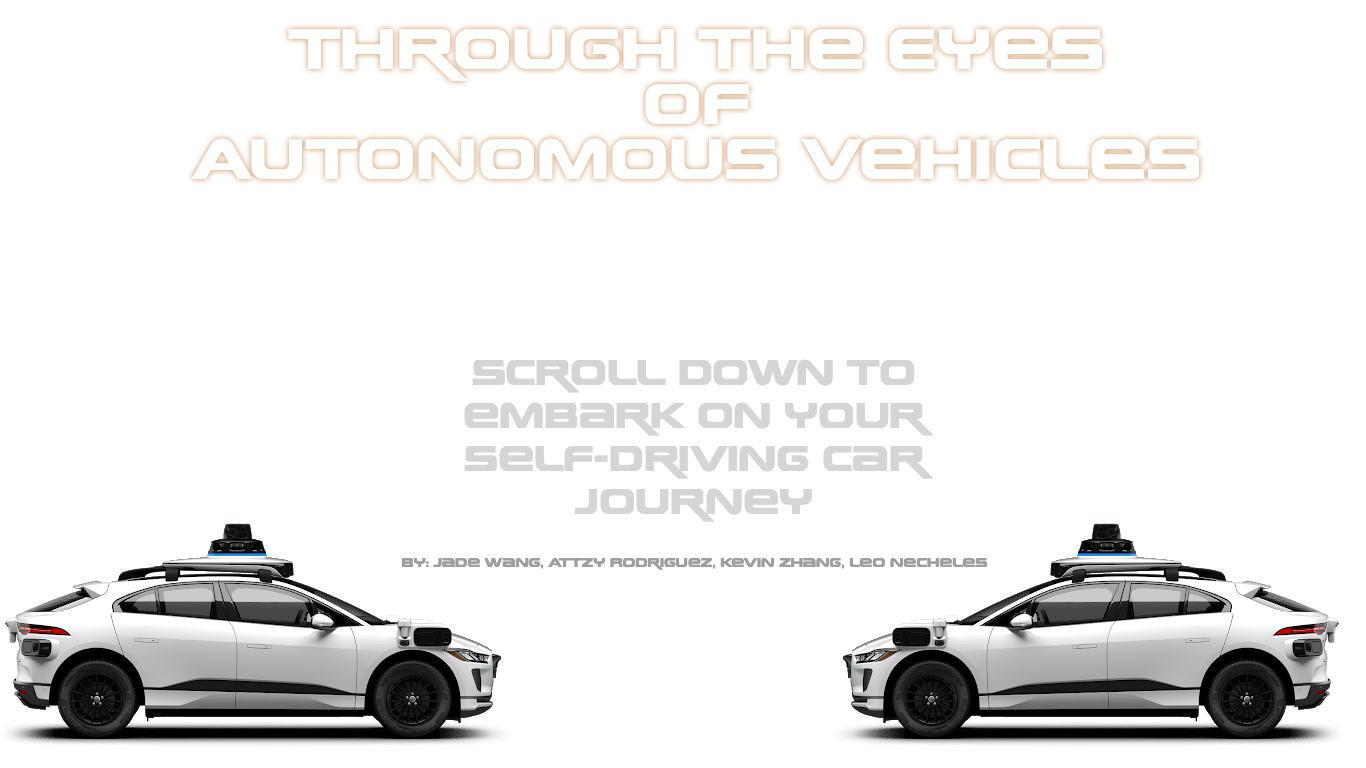 THROUGH THE EYES
OF
AUTONOMOUS VEHICLES
SCROLL DOWN TO
EMBARK ON YOUR
SELF-DRIVING CAR
JOURNEY
BY: JADE WANG, ATTZY RODRIGUEZ, KEVIN ZHANG, LEO NECHELES